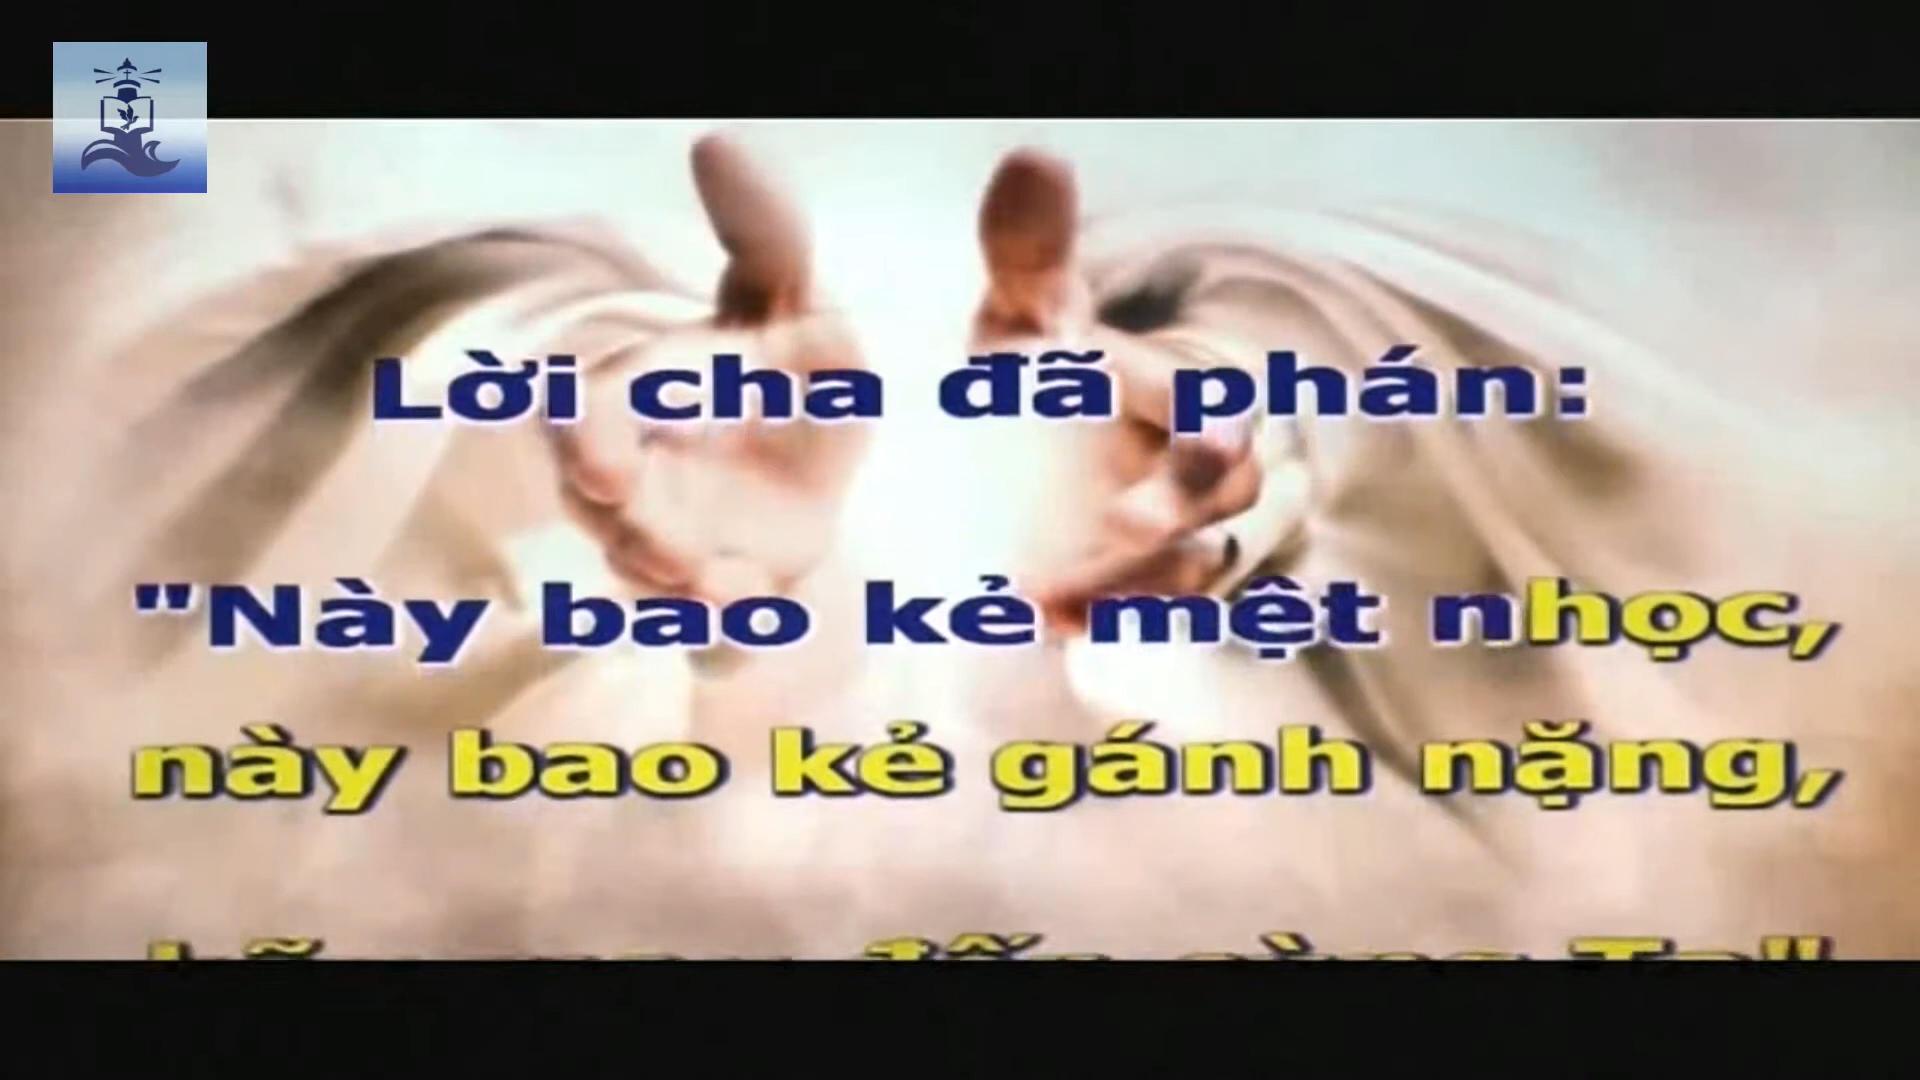 Lời cha đã phán:
"Này bao kẻ mệt nhọc,
này bao kẻ gánh nặng,